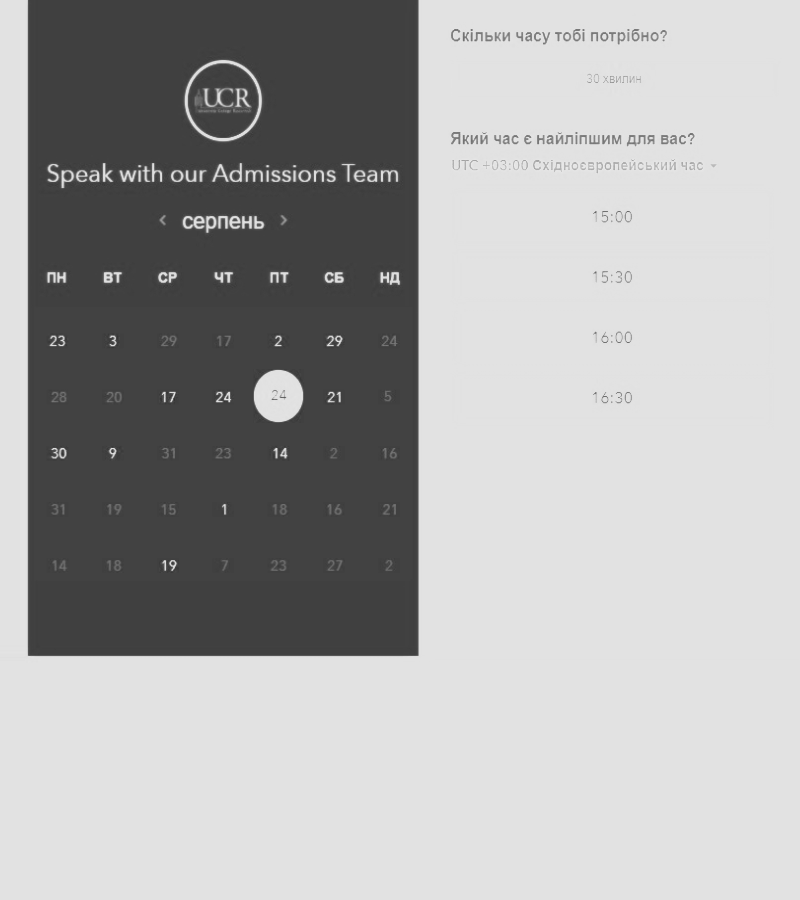 UCR
Speak with our Admissions Team
серпень
ПН ВТ СР ЧТ ПТ СБ НД
23 3 29 17 2 29 24
28 20 17 24 24 21 5
30 9 31 23 14 2 16
31 19 15 1 18 16 21
14 18 19 7 23 27 2
Скільки часу тобі потрібно?
30 хвилин
Який час є найліпшим для вас?
UTC +03:00 Східноєвропейський час
15:00
15:30
16:00
16:30